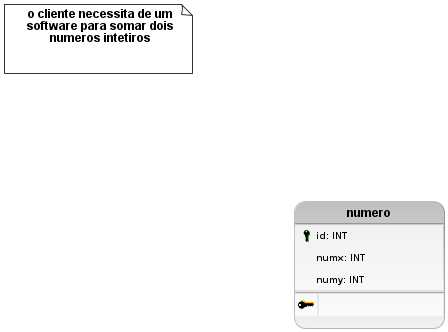 o cliente necessita de um
software para somar dois
numeros intetiros
numero
id: INT
numx: INT
numy: INT